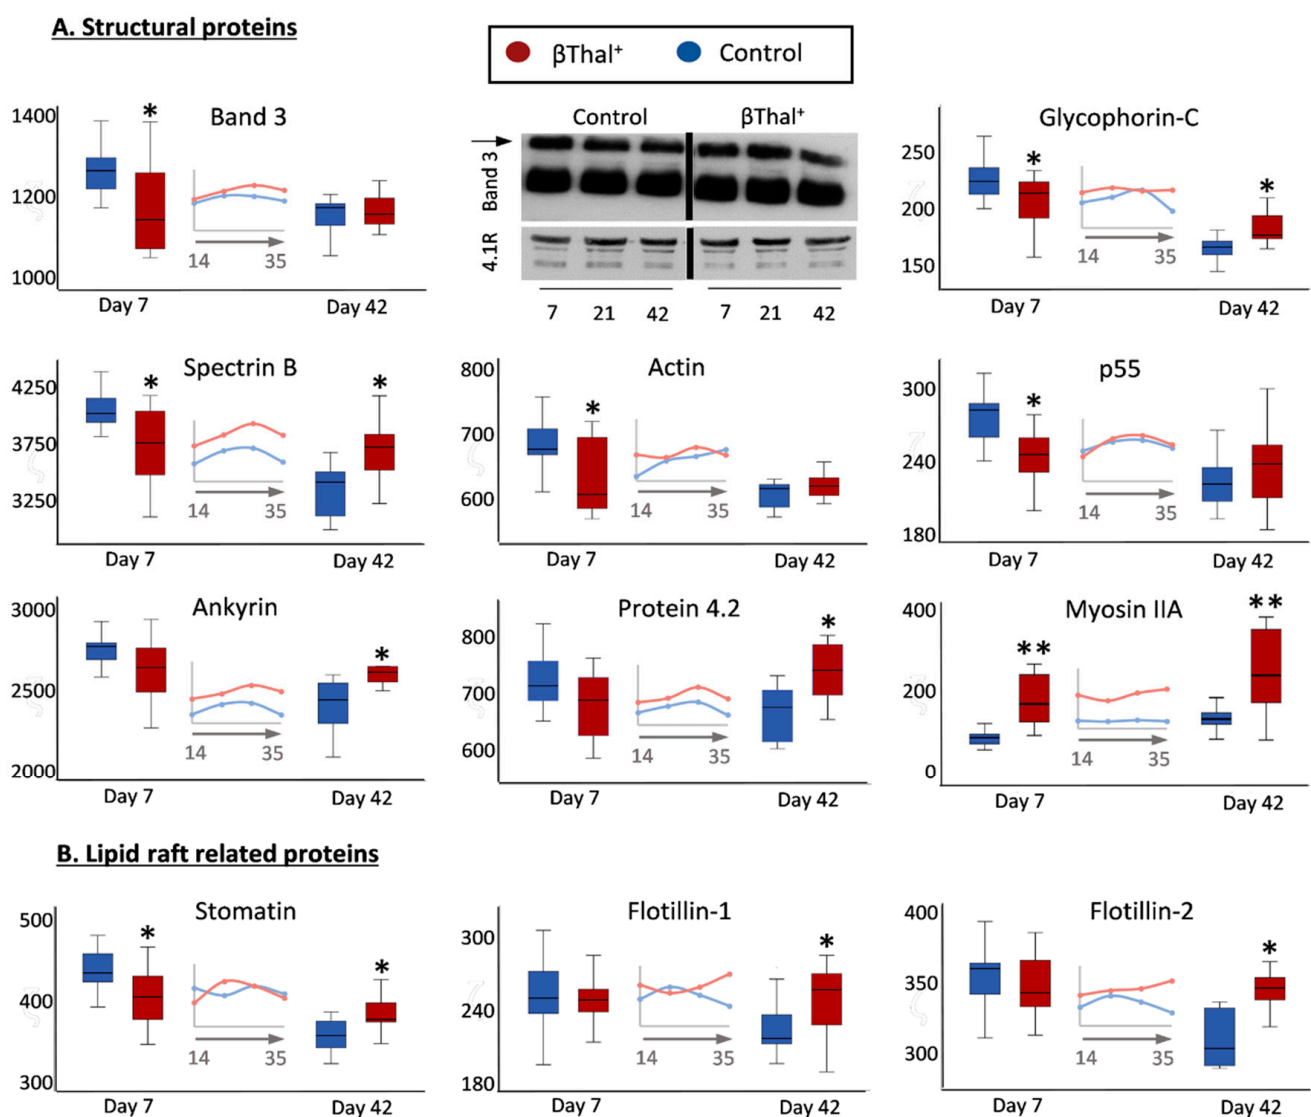 A. Structural proteins
βThal⁺ Control
Band 3
1400
1200
1000
*
14 35
Day 7 Day 42
Control βThal⁺
Band 3
4.1R
7 21 42 7 21 42
Glycophorin-C
250
200
150
* *
14 35
Day 7 Day 42
Spectrin B
4250
3750
3250
ζ
* *
14 35
Day 7 Day 42
Actin
800
700
600
ζ
*
14 35
Day 7 Day 42
p55
300
240
180
ζ
*
14 35
Day 7 Day 42
Ankyrin
3000
2500
2000
ζ
*
14 35
Day 7 Day 42
Protein 4.2
800
700
600
ζ
*
14 35
Day 7 Day 42
Myosin IIA
400
200
0
ζ
** **
14 35
Day 7 Day 42
B. Lipid raft related proteins
Stomatin
500
400
300
ζ
* *
14 35
Day 7 Day 42
Flotillin-1
300
240
180
ζ
*
14 35
Day 7 Day 42
Flotillin-2
400
350
300
ζ
*
14 35
Day 7 Day 42